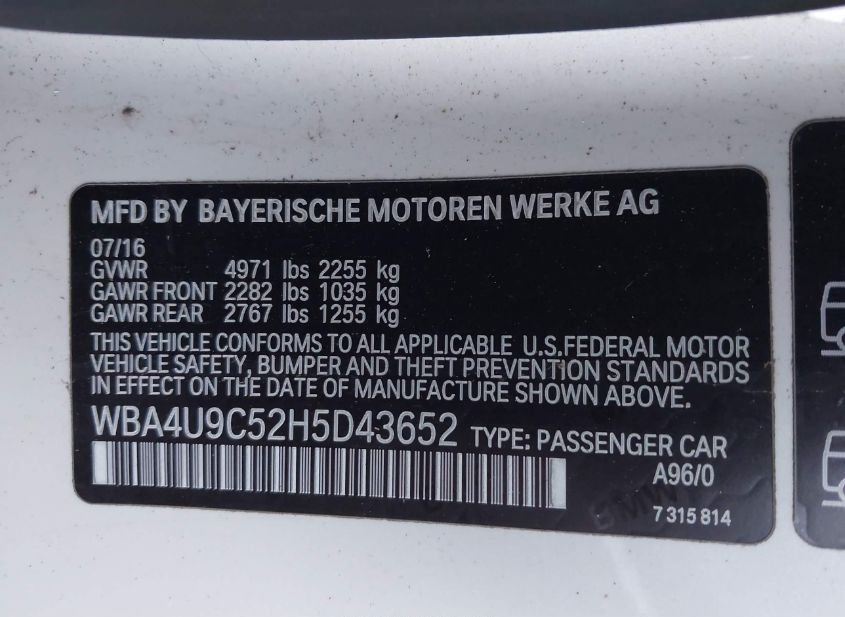 MFD BY BAYERISCHE MOTOREN WERKE AG
07/16
GVWR 4971 lbs 2255 kg
GAWR FRONT 2282 lbs 1035 kg
GAWR REAR 2767 lbs 1255 kg
THIS VEHICLE CONFORMS TO ALL APPLICABLE U.S.FEDERAL MOTOR
VEHICLE SAFETY, BUMPER AND THEFT PREVENTION STANDARDS
IN EFFECT ON THE DATE OF MANUFACTURE SHOWN ABOVE.
WBA4U9C52H5D43652 TYPE: PASSENGER CAR
A96/0
BMW
7 315 814